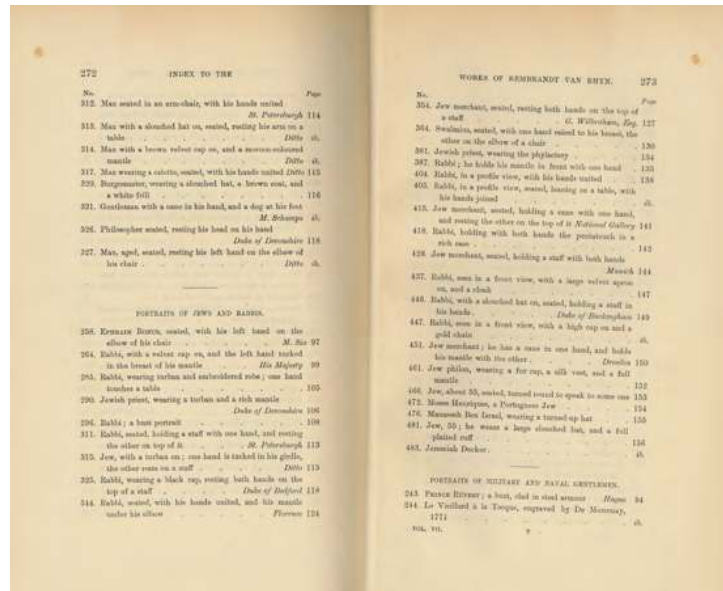 272 INDEX TO THE
No. Page
312. Man seated in an arm-chair, with his hands united
St. Petersburgh 114
313. Man with a slouched hat on, seated, resting his arm on a
table . . . . . Ditto ib.
314. Man with a brown velvet cap on, and a morone-coloured
mantle . . . . Ditto ib.
317. Man wearing a calotte, seated, with his hands united Ditto 115
320. Burgomaster, wearing a slouched hat, a brown coat, and
a white frill . . . . . 116
321. Gentleman with a cane in his hand, and a dog at his feet
M. Schamps ib.
326. Philosopher seated, resting his head on his hand
Duke of Devonshire 118
327. Man, aged, seated, resting his left hand on the elbow of
his chair . . . . Ditto ib.
PORTRAITS OF JEWS AND RABBIS.
258. EPHRAIM BONUS, seated, with his left hand on the
elbow of his chair . . . . M. Six 97
264. Rabbi, with a velvet cap on, and the left hand tucked
in the breast of his mantle . . His Majesty 99
285. Rabbi, wearing turban and embroidered robe; one hand
touches a table . . . . 105
290. Jewish priest, wearing a turban and a rich mantle
Duke of Devonshire 106
296. Rabbi; a bust portrait . . . . 108
311. Rabbi, seated, holding a staff with one hand, and resting
the other on top of it . . St. Petersburgh 113
315. Jew, with a turban on; one hand is tucked in his girdle,
the other rests on a staff . . . Ditto 115
325. Rabbi, wearing a black cap, resting both hands on the
top of a staff . . . Duke of Bedford 118
344. Rabbi, seated, with his hands united, and his mantle
under his elbow . . . . Florence 124
WORKS OF REMBRANDT VAN RHYN. 273
No. Page
354. Jew merchant, seated, resting both hands on the top of
a staff . . . G. Wilbraham, Esq. 127
364. Swalmius, seated, with one hand raised to his breast, the
other on the elbow of a chair . . . 130
381. Jewish priest, wearing the phylactery . . . 134
387. Rabbi; he holds his mantle in front with one hand . 135
404. Rabbi, in a profile view, with his hands united . . 138
405. Rabbi, in a profile view, seated, leaning on a table, with
his hands joined . . . . ib.
415. Jew merchant, seated, holding a cane with one hand,
and resting the other on the top of it National Gallery 141
418. Rabbi, holding with both hands the pentateuch in a
rich case . . . . 142
428. Jew merchant, seated, holding a staff with both hands
Munich 144
437. Rabbi, seen in a front view, with a large velvet apron
on, and a cloak . . . . 147
446. Rabbi, with a slouched hat on, seated, holding a staff in
his hands . . . Duke of Buckingham 149
447. Rabbi, seen in a front view, with a high cap on and a
gold chain . . . . ib.
451. Jew merchant; he has a cane in one hand, and holds
his mantle with the other . . . Dresden 150
461. Jew philon, wearing a fur cap, a silk vest, and a full
mantle . . . . 152
466. Jew, about 55, seated, turned round to speak to some one 153
472. Moses Henriques, a Portuguese Jew . . . 154
476. Manasseh Ben Israel, wearing a turned up hat . 155
481. Jew, 55; he wears a large slouched hat, and a full
plaited ruff . . . . 156
483. Jeremiah Decker . . . . ib.
PORTRAITS OF MILITARY AND NAVAL GENTLEMEN.
243. PRINCE RUPERT; a bust, clad in steel armour Hague 94
244. Le Vieillard à la Toque, engraved by De
1771 . . . . ib.
VOL. VII. T